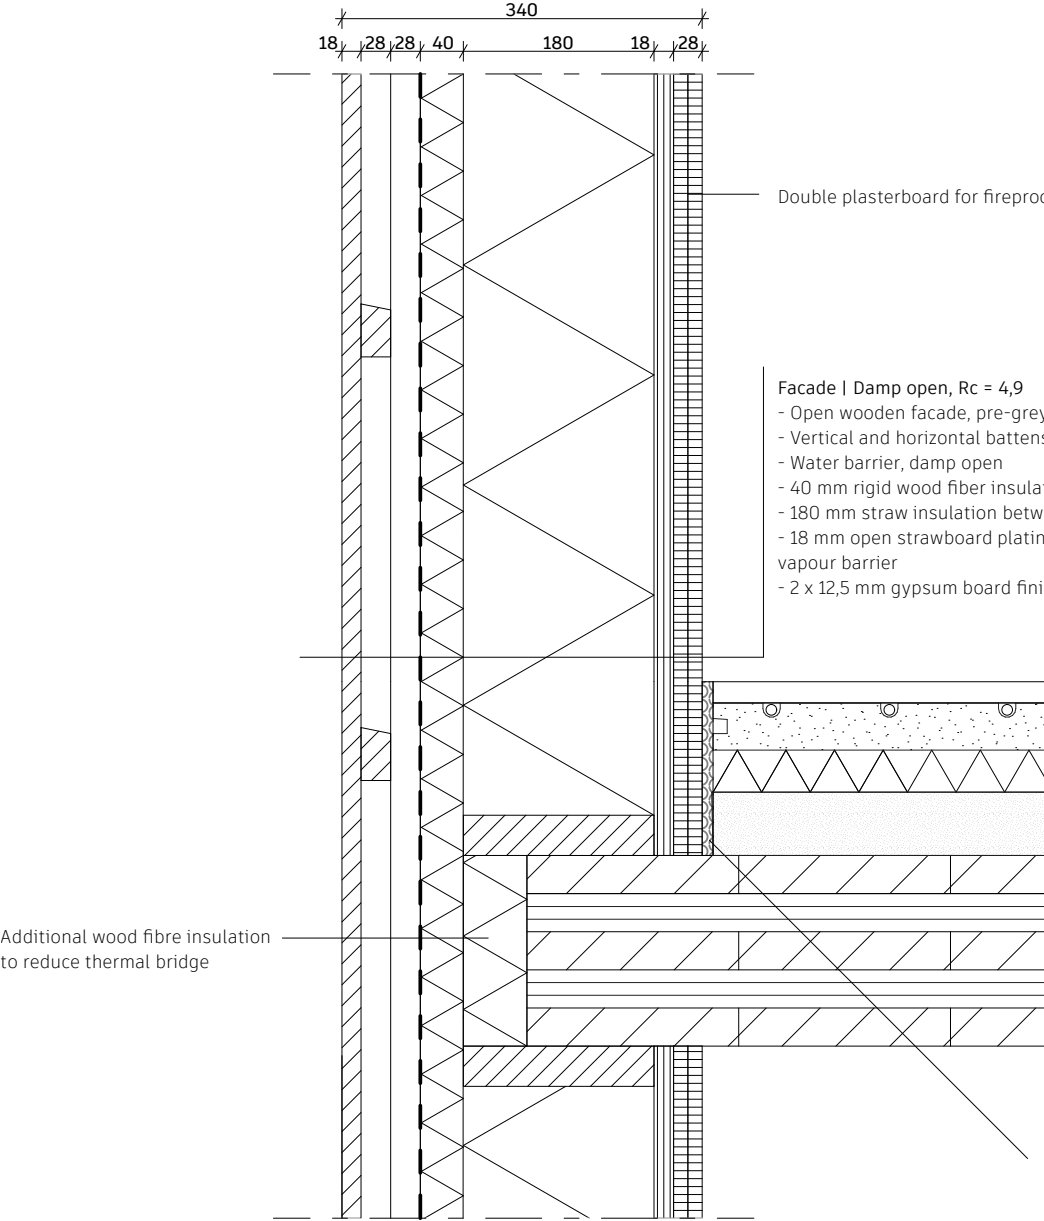 340
18 28 28 40 180 18 28
Double plasterboard for fireproo
Facade | Damp open, Rc = 4,9
- Open wooden facade, pre-grey
- Vertical and horizontal battens
- Water barrier, damp open
- 40 mm rigid wood fiber insula
- 180 mm straw insulation betw
- 18 mm open strawboard platin
vapour barrier
- 2 x 12,5 mm gypsum board fini
Additional wood fibre insulation
to reduce thermal bridge